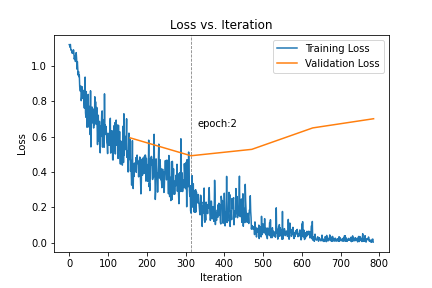 Loss vs. Iteration
Training Loss
Validation Loss
epoch:2
Loss
1.0
0.8
0.6
0.4
0.2
0.0
0
100
200
300
400
500
600
700
800
Iteration